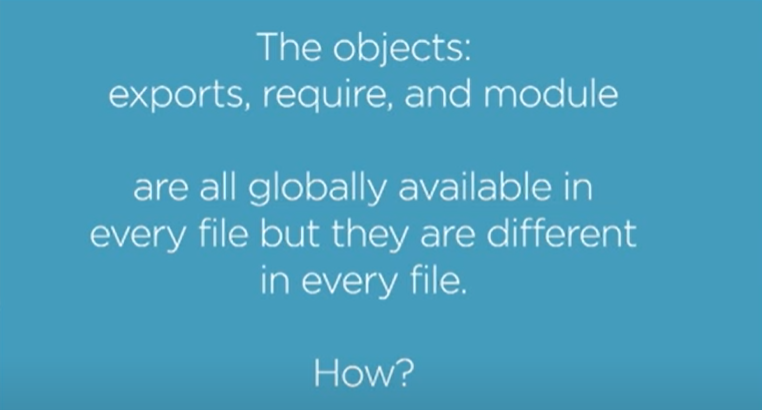 The objects:
exports, require, and module
are all globally available in
every file but they are different
in every file.
How?